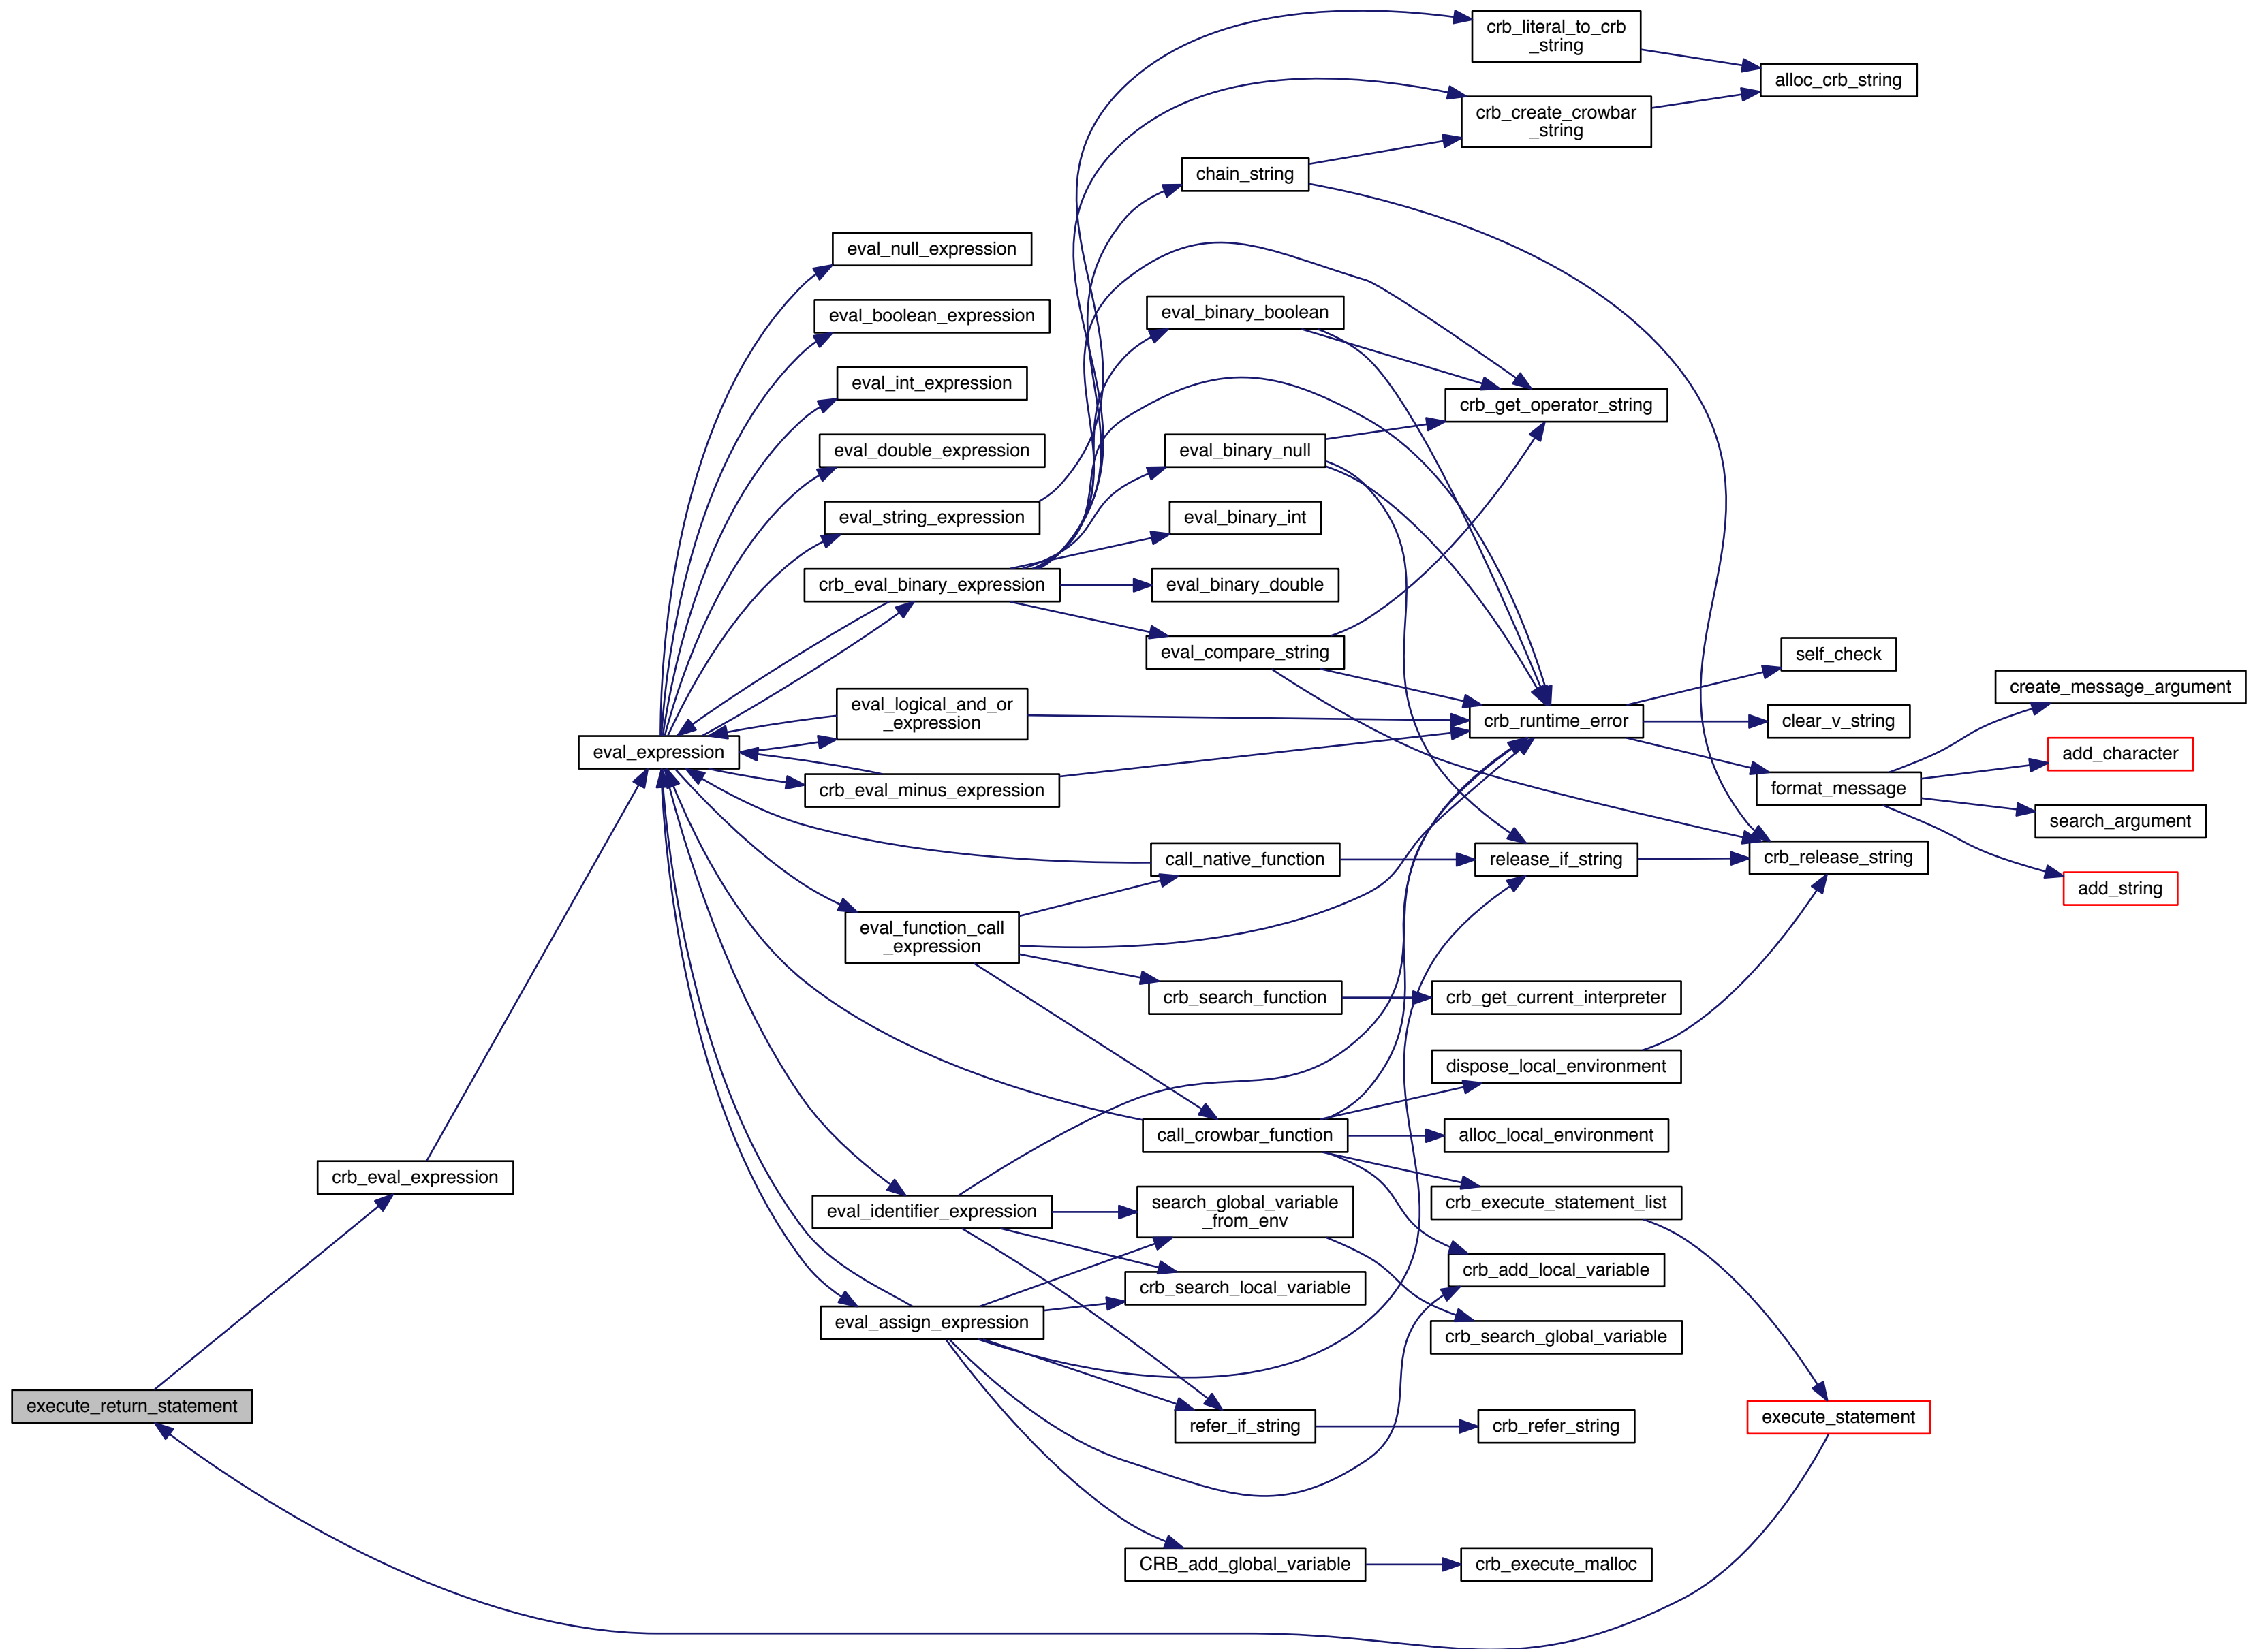 crb_literal_to_crb
_string
alloc_crb_string
crb_create_crowbar
_string
chain_string
eval_null_expression
eval_binary_boolean
eval_boolean_expression
eval_int_expression
crb_get_operator_string
eval_double_expression
eval_binary_null
eval_string_expression
eval_binary_int
crb_eval_binary_expression
eval_binary_double
eval_compare_string
self_check
create_message_argument
eval_logical_and_or
_expression
crb_runtime_error
clear_v_string
eval_expression
add_character
crb_eval_minus_expression
format_message
search_argument
call_native_function
release_if_string
crb_release_string
add_string
eval_function_call
_expression
crb_search_function
crb_get_current_interpreter
dispose_local_environment
call_crowbar_function
alloc_local_environment
crb_eval_expression
eval_identifier_expression
search_global_variable
_from_env
crb_execute_statement_list
crb_add_local_variable
crb_search_local_variable
eval_assign_expression
crb_search_global_variable
execute_return_statement
execute_statement
refer_if_string
crb_refer_string
CRB_add_global_variable
crb_execute_malloc